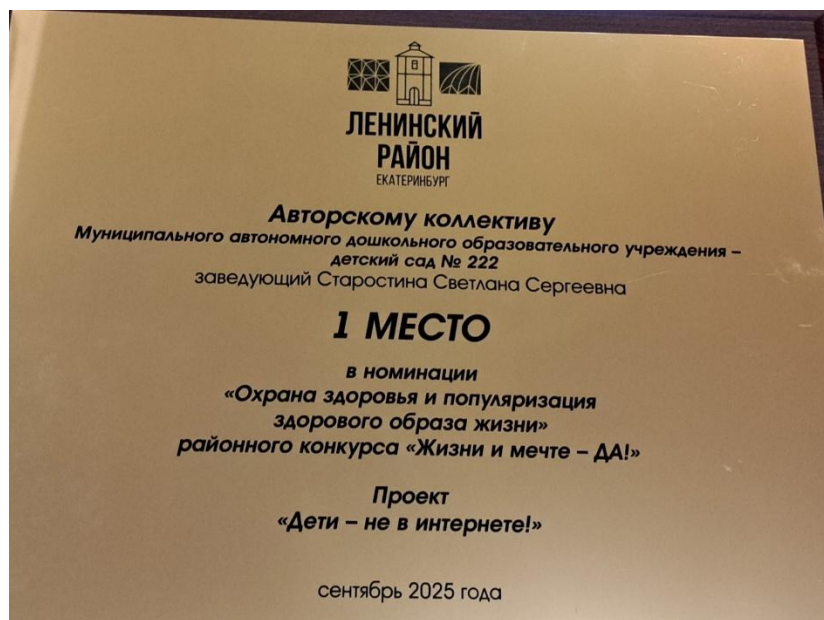 ЛЕНИНСКИЙ
РАЙОН
ЕКАТЕРИНБУРГ
Авторскому коллективу
Муниципального автономного дошкольного образовательного учреждения –
детский сад № 222
заведующий Старостина Светлана Сергеевна
1 МЕСТО
в номинации
«Охрана здоровья и популяризация
здорового образа жизни»
районного конкурса «Жизни и мечте – ДА!»
Проект
«Дети – не в интернете!»
сентябрь 2025 года